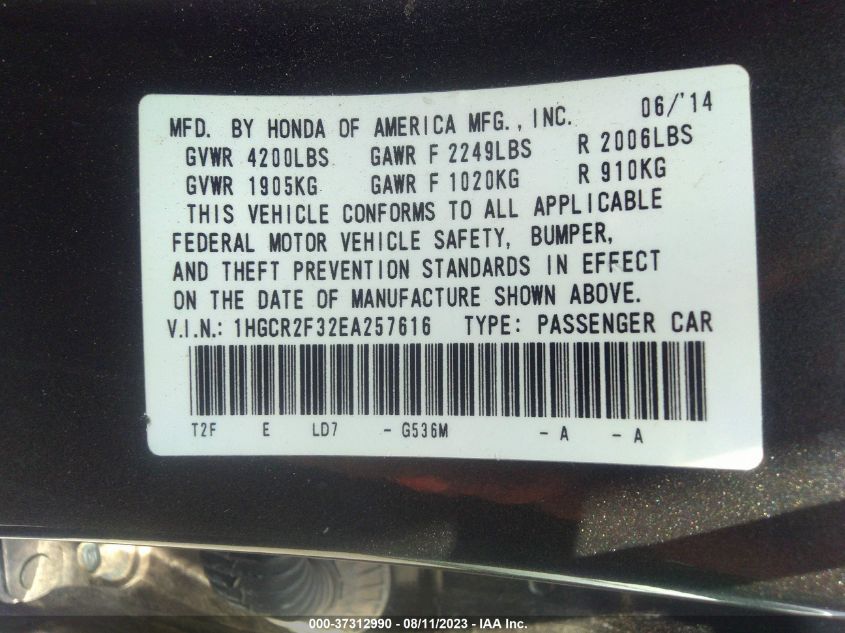 MFD. BY HONDA OF AMERICA MFG., INC. 06/'14
GVWR 4200LBS GAWR F 2249LBS R 2006LBS
GVWR 1905KG GAWR F 1020KG R 910KG
THIS VEHICLE CONFORMS TO ALL APPLICABLE
FEDERAL MOTOR VEHICLE SAFETY, BUMPER,
AND THEFT PREVENTION STANDARDS IN EFFECT
ON THE DATE OF MANUFACTURE SHOWN ABOVE.
V.I.N.: 1HGCR2F32EA257616 TYPE: PASSENGER CAR
T2F E LD7 - G536M - A - A
000-37312990 - 08/11/2023 - IAA Inc.